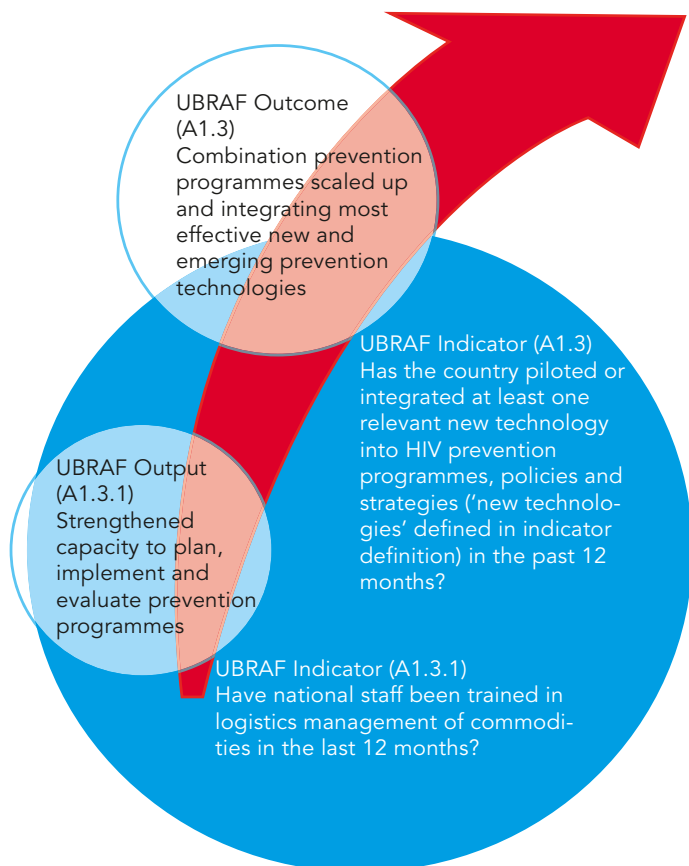 UBRAF Outcome
(A1.3)
Combination prevention
programmes scaled up
and integrating most
effective new and
emerging prevention
technologies
UBRAF Indicator (A1.3)
Has the country piloted or
integrated at least one
relevant new technology
into HIV prevention
programmes, policies and
strategies (‘new technolo-
gies’ defined in indicator
definition) in the past 12
months?
UBRAF Output
(A1.3.1)
Strengthened
capacity to plan,
implement and
evaluate prevention
programmes
UBRAF Indicator (A1.3.1)
Have national staff been trained in
logistics management of commodi-
ties in the last 12 months?